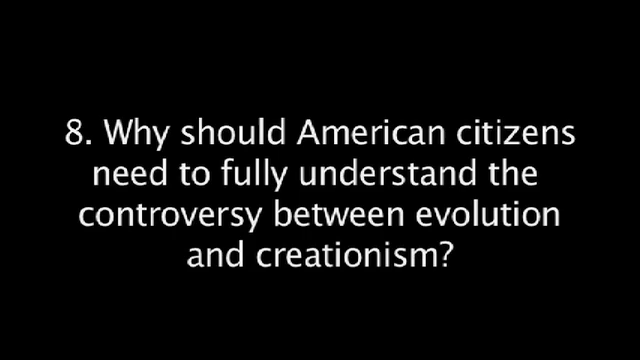 8. Why should American citizens
need to fully understand the
controversy between evolution
and creationism?